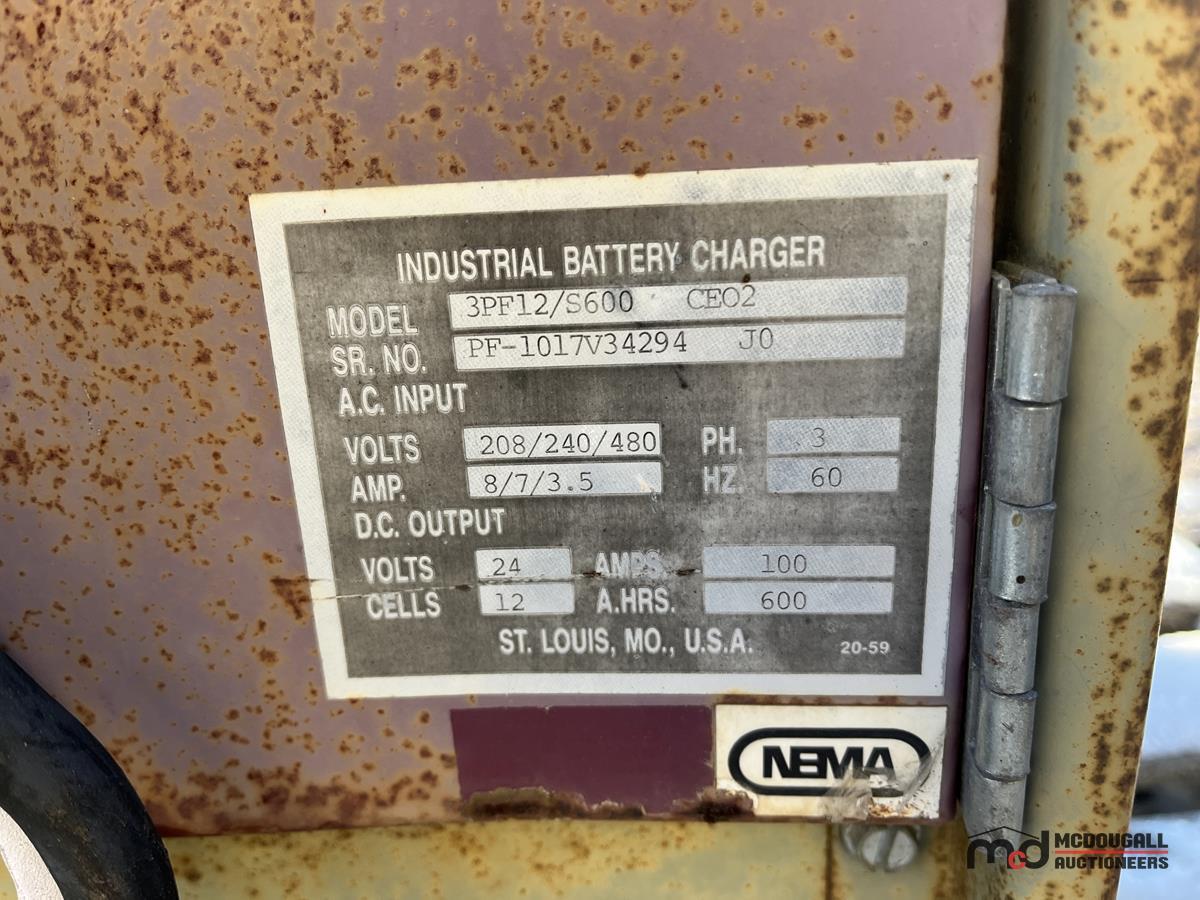 INDUSTRIAL BATTERY CHARGER
MODEL 3PF12/S600 CEO2
SR. NO. PF-1017V34294 J0
A.C. INPUT
VOLTS 208/240/480 PH. 3
AMP. 8/7/3.5 HZ. 60
D.C. OUTPUT
VOLTS 24 AMPS. 100
CELLS 12 A.HRS. 600
ST. LOUIS, MO., U.S.A. 20-59
NEMA
mcD MCDOUGALL
AUCTIONEERS